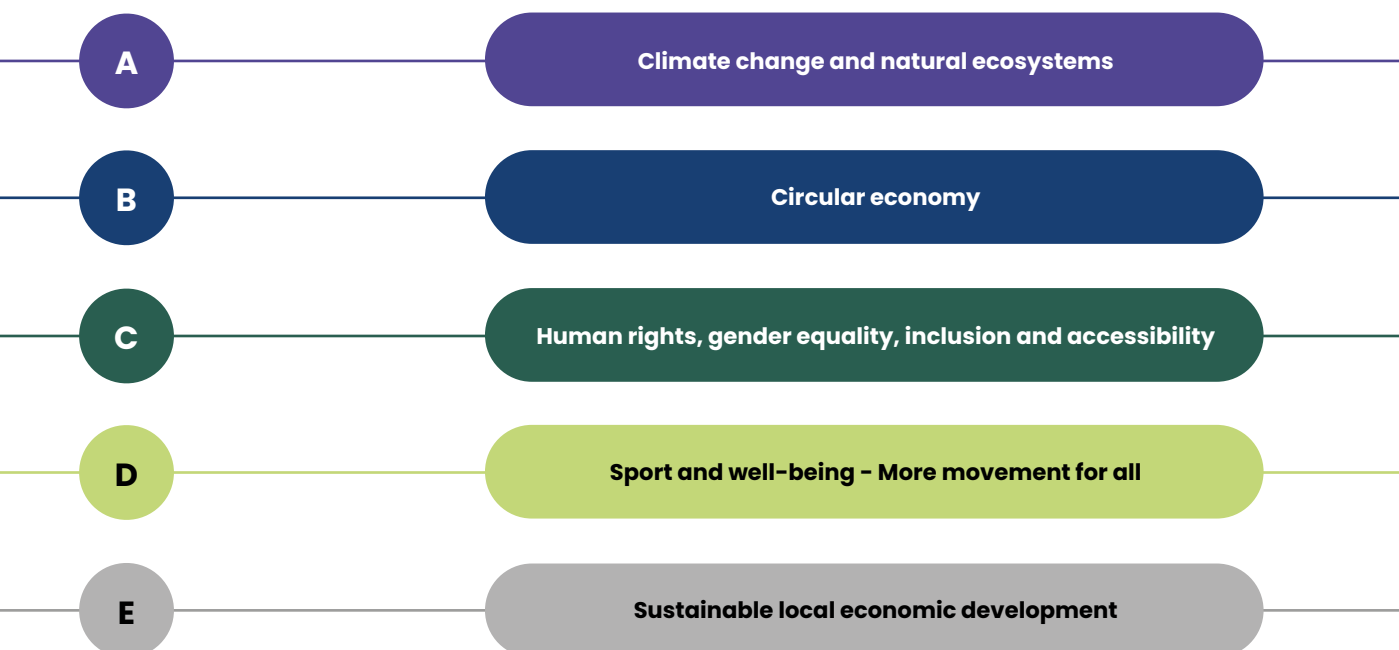 A
Climate change and natural ecosystems
B
Circular economy
C
Human rights, gender equality, inclusion and accessibility
D
Sport and well-being - More movement for all
E
Sustainable local economic development